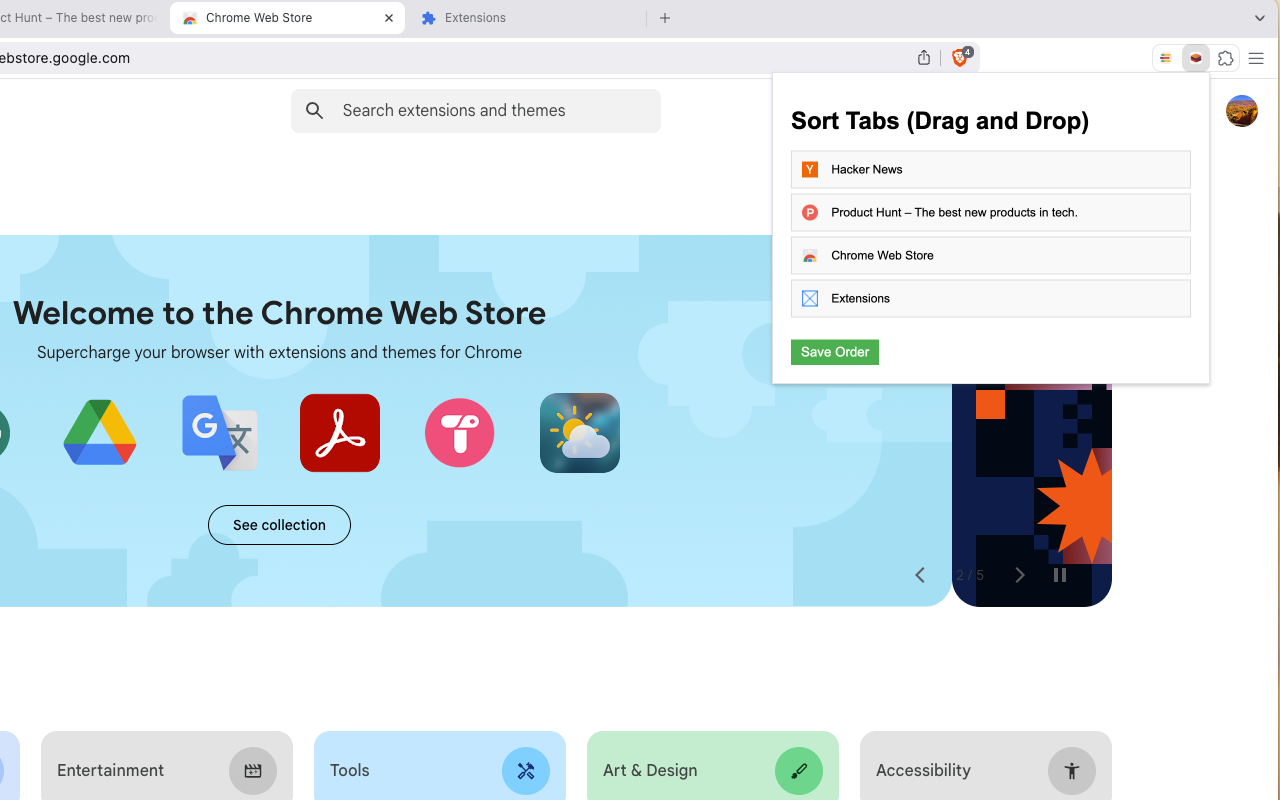 ct Hunt – The best new pro
Chrome Web Store
Extensions
ebstore.google.com
4
Search extensions and themes
Sort Tabs (Drag and Drop)
Y Hacker News
P Product Hunt – The best new products in tech.
Chrome Web Store
Extensions
Save Order
Welcome to the Chrome Web Store
Supercharge your browser with extensions and themes for Chrome
G 文
T
See collection
2 / 5
Entertainment
Tools
Art & Design
Accessibility